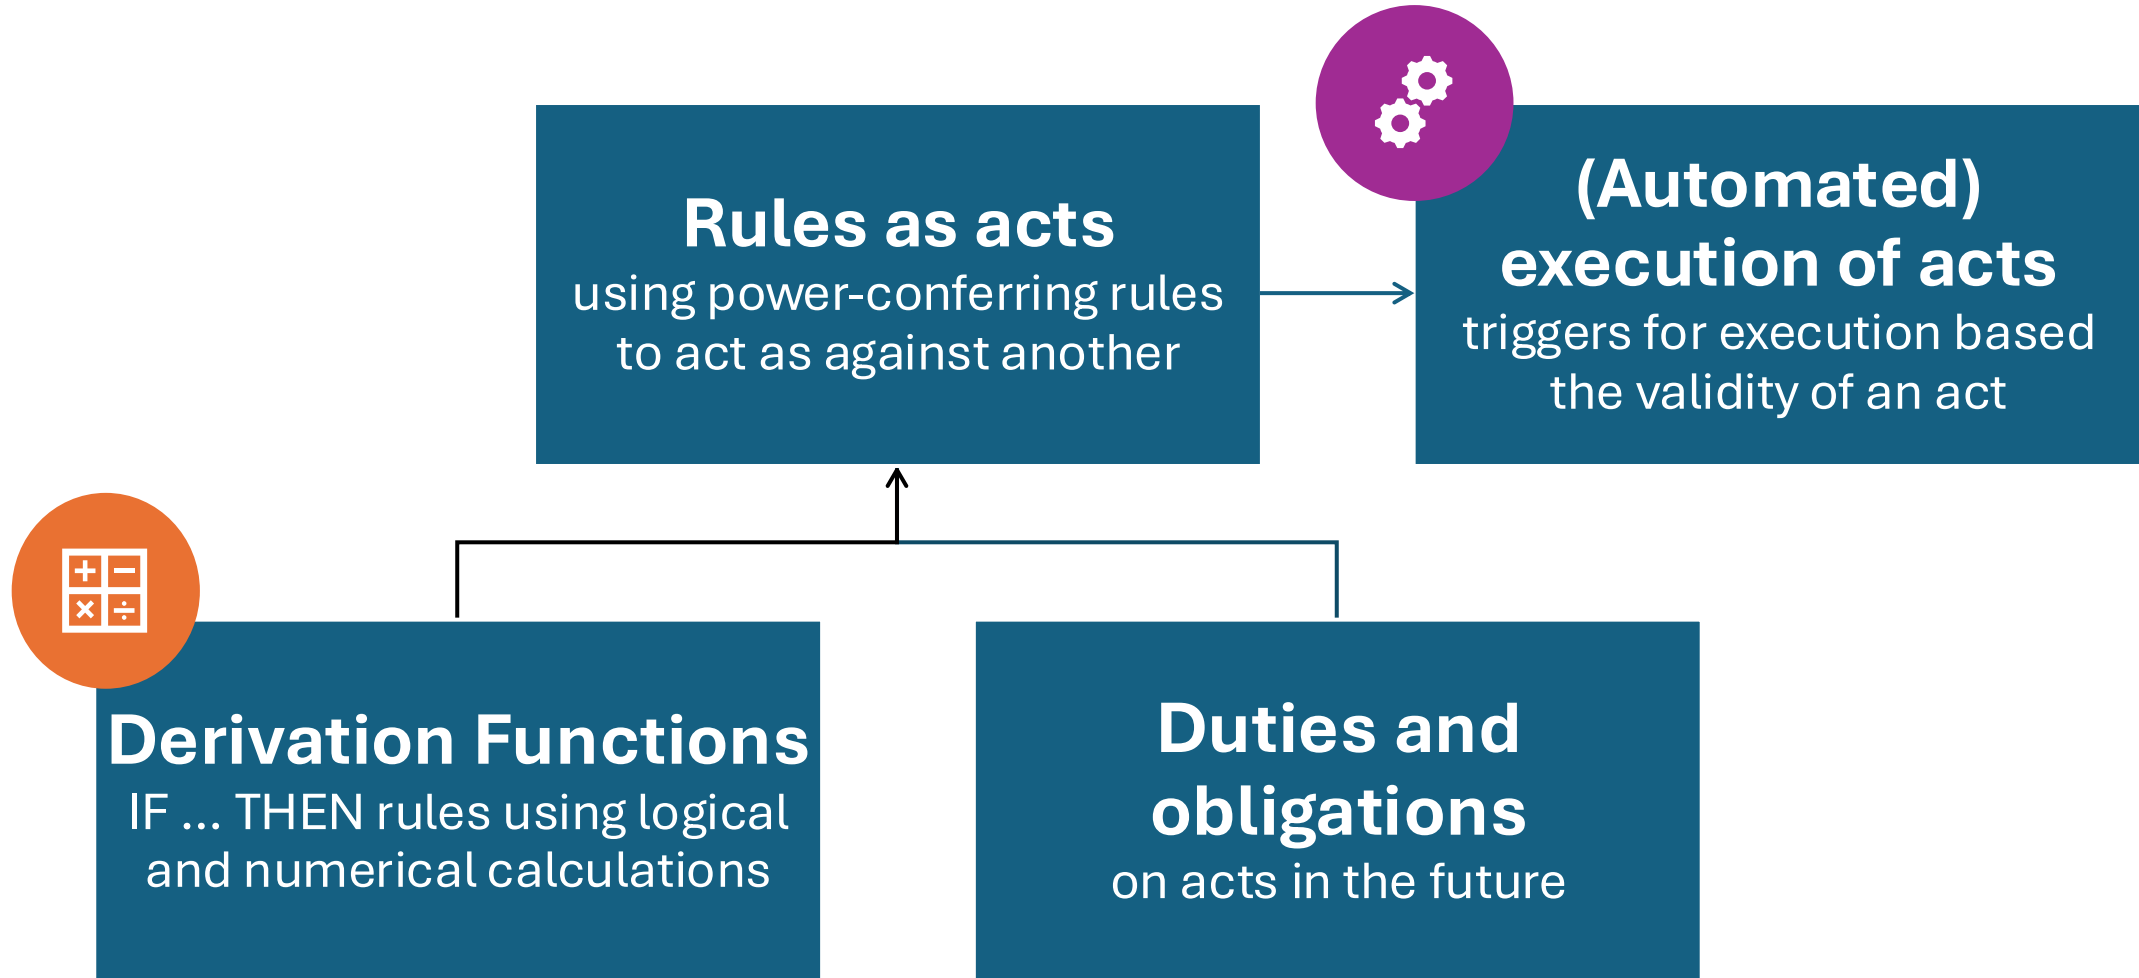 Rules as acts
using power-conferring rules
to act as against another
(Automated)
execution of acts
triggers for execution based
the validity of an act
Derivation Functions
IF ... THEN rules using logical
and numerical calculations
Duties and
obligations
on acts in the future